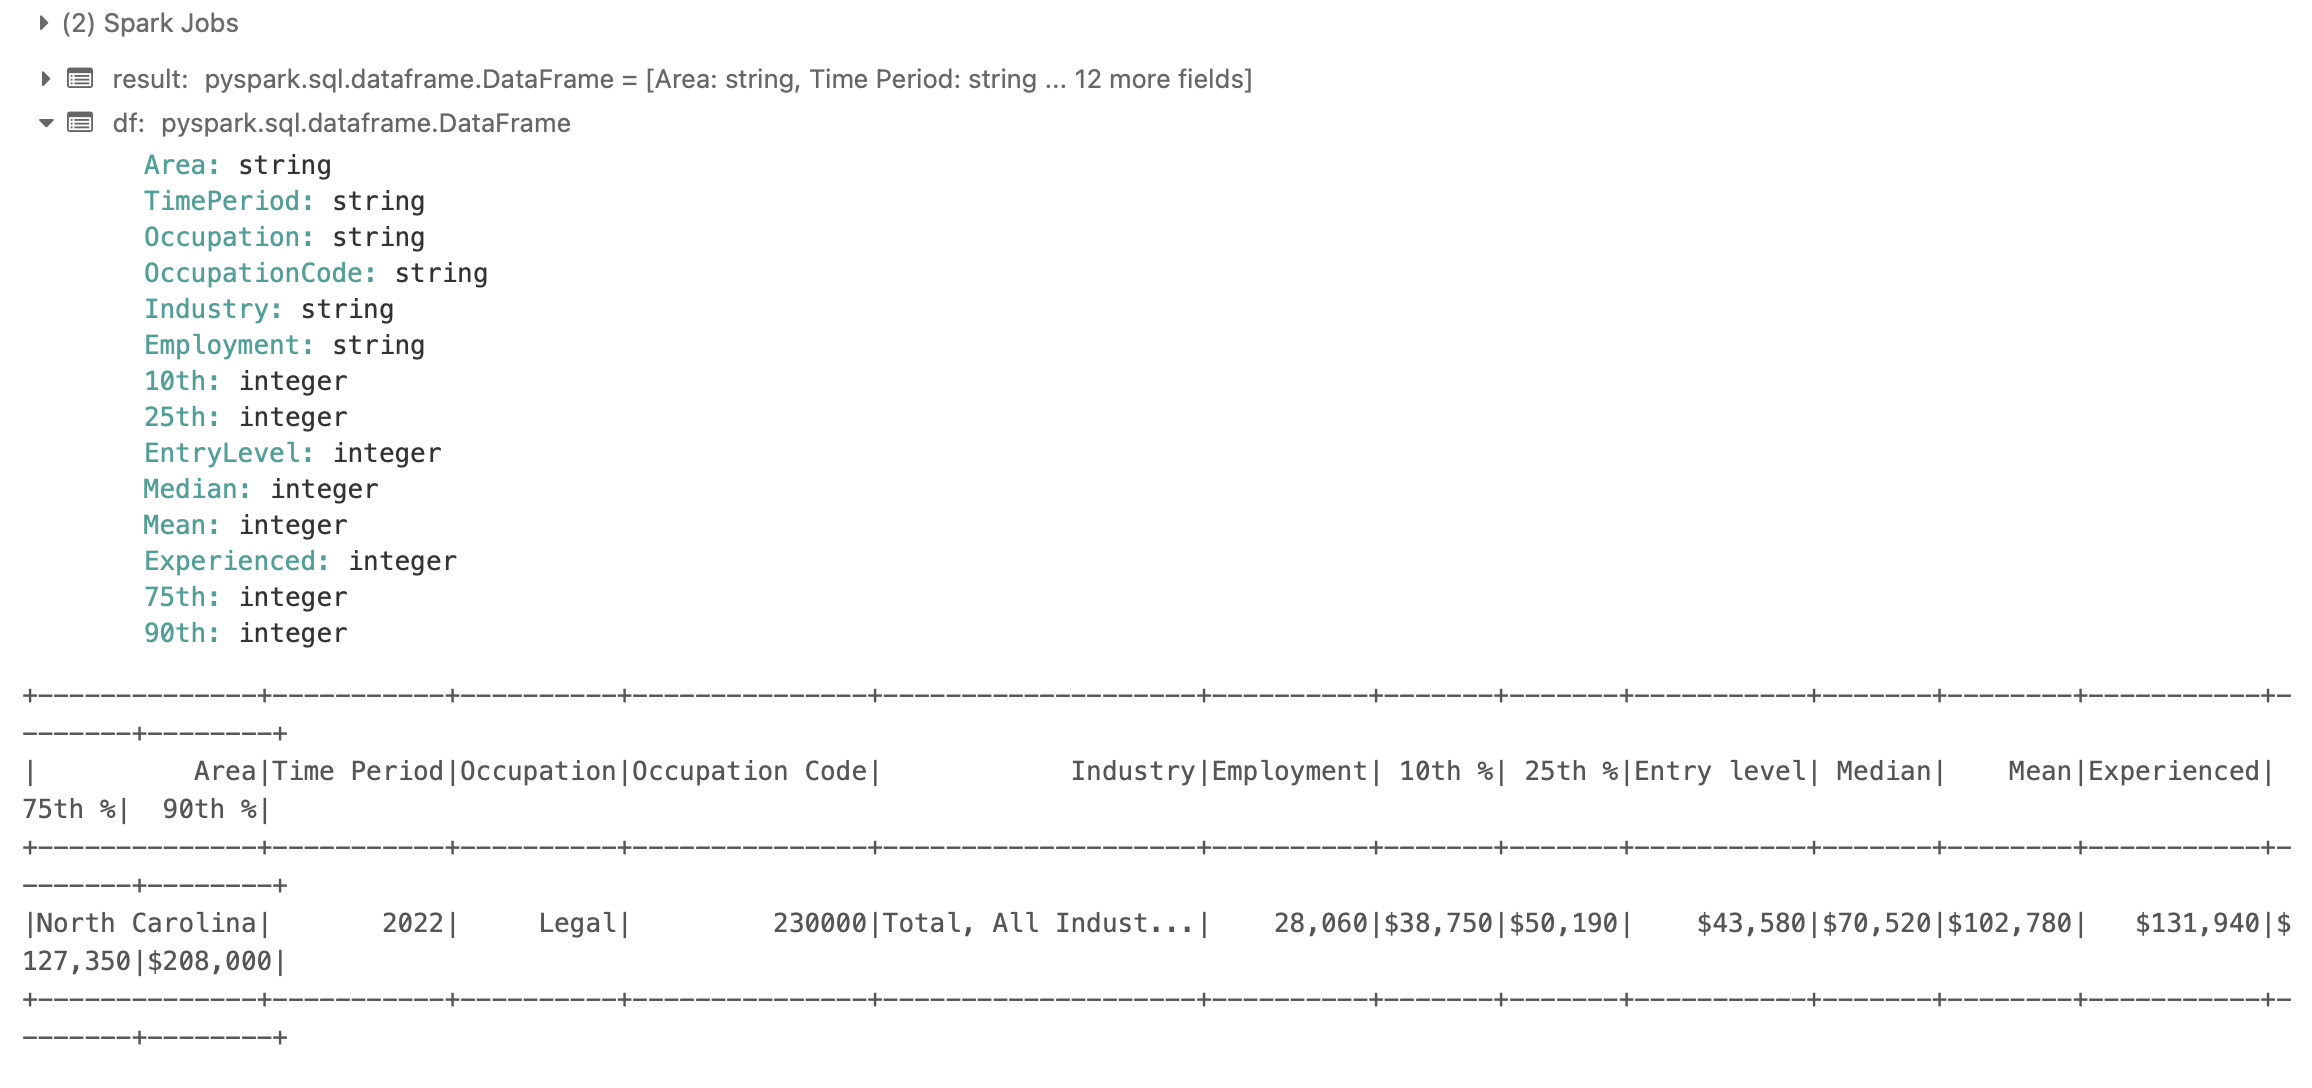 (2) Spark Jobs
result: pyspark.sql.dataframe.DataFrame = [Area: string, Time Period: string ... 12 more fields]
df: pyspark.sql.dataframe.DataFrame
Area: string
TimePeriod: string
Occupation: string
OccupationCode: string
Industry: string
Employment: string
10th: integer
25th: integer
EntryLevel: integer
Median: integer
Mean: integer
Experienced: integer
75th: integer
90th: integer
+--------------+-----------+----------+---------------+--------------------+----------+-------+-------+-----------+-------+--------+-----------+-
-------+--------+
|          Area|Time Period|Occupation|Occupation Code|            Industry|Employment| 10th %| 25th %|Entry level| Median|    Mean|Experienced|
75th %|  90th %|
+--------------+-----------+----------+---------------+--------------------+----------+-------+-------+-----------+-------+--------+-----------+-
-------+--------+
|North Carolina|       2022|     Legal|         230000|Total, All Indust...|    28,060|$38,750|$50,190|    $43,580|$70,520|$102,780|   $131,940|$
127,350|$208,000|
+--------------+-----------+----------+---------------+--------------------+----------+-------+-------+-----------+-------+--------+-----------+-
-------+--------+